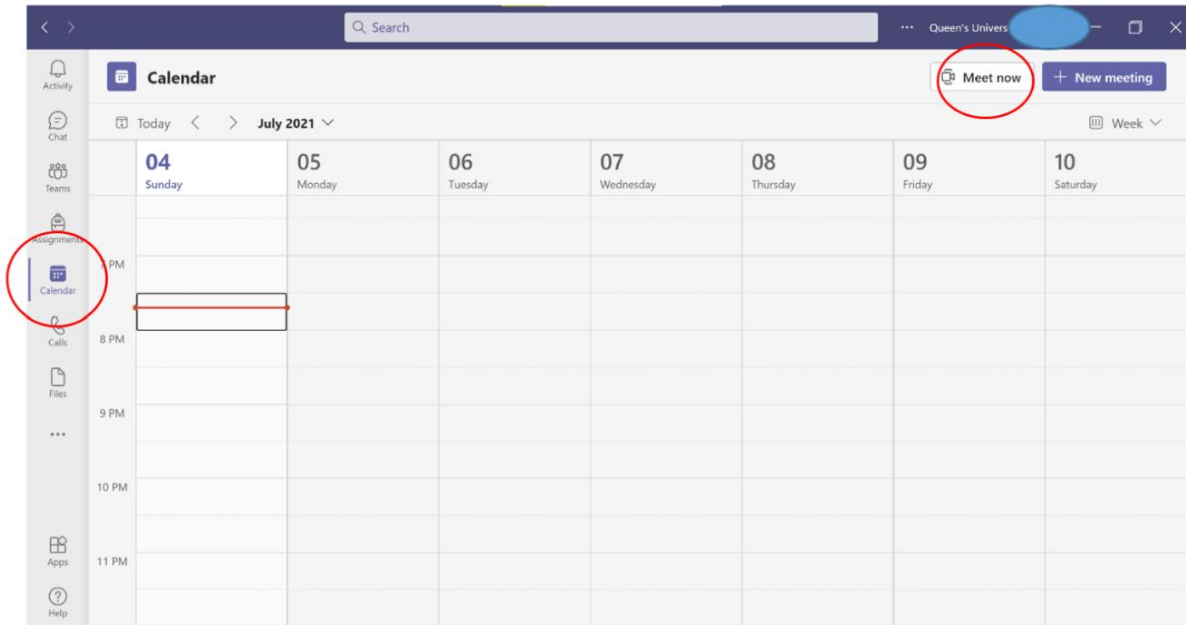 Search
Queen's Univers
Activity
Calendar
Meet now
New meeting
Chat
Today
July 2021
Week
04
Sunday
05
Monday
06
Tuesday
07
Wednesday
08
Thursday
09
Friday
10
Saturday
Teams
Assignments
Calendar
Calls
Files
7 PM
8 PM
9 PM
10 PM
11 PM
Apps
Help